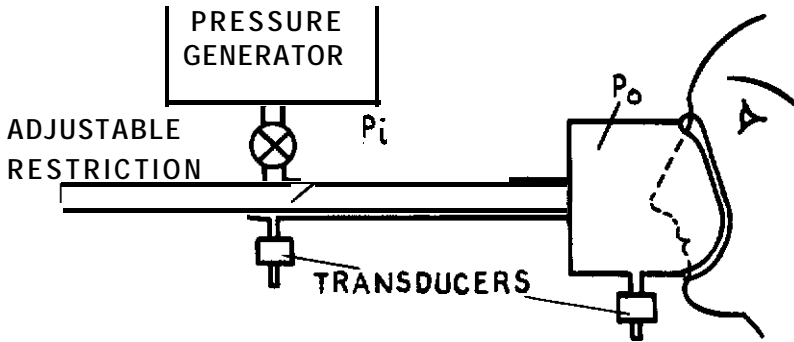 PRESSURE
GENERATOR
ADJUSTABLE
RESTRICTION
Pi
Po
TRANSDUCERS